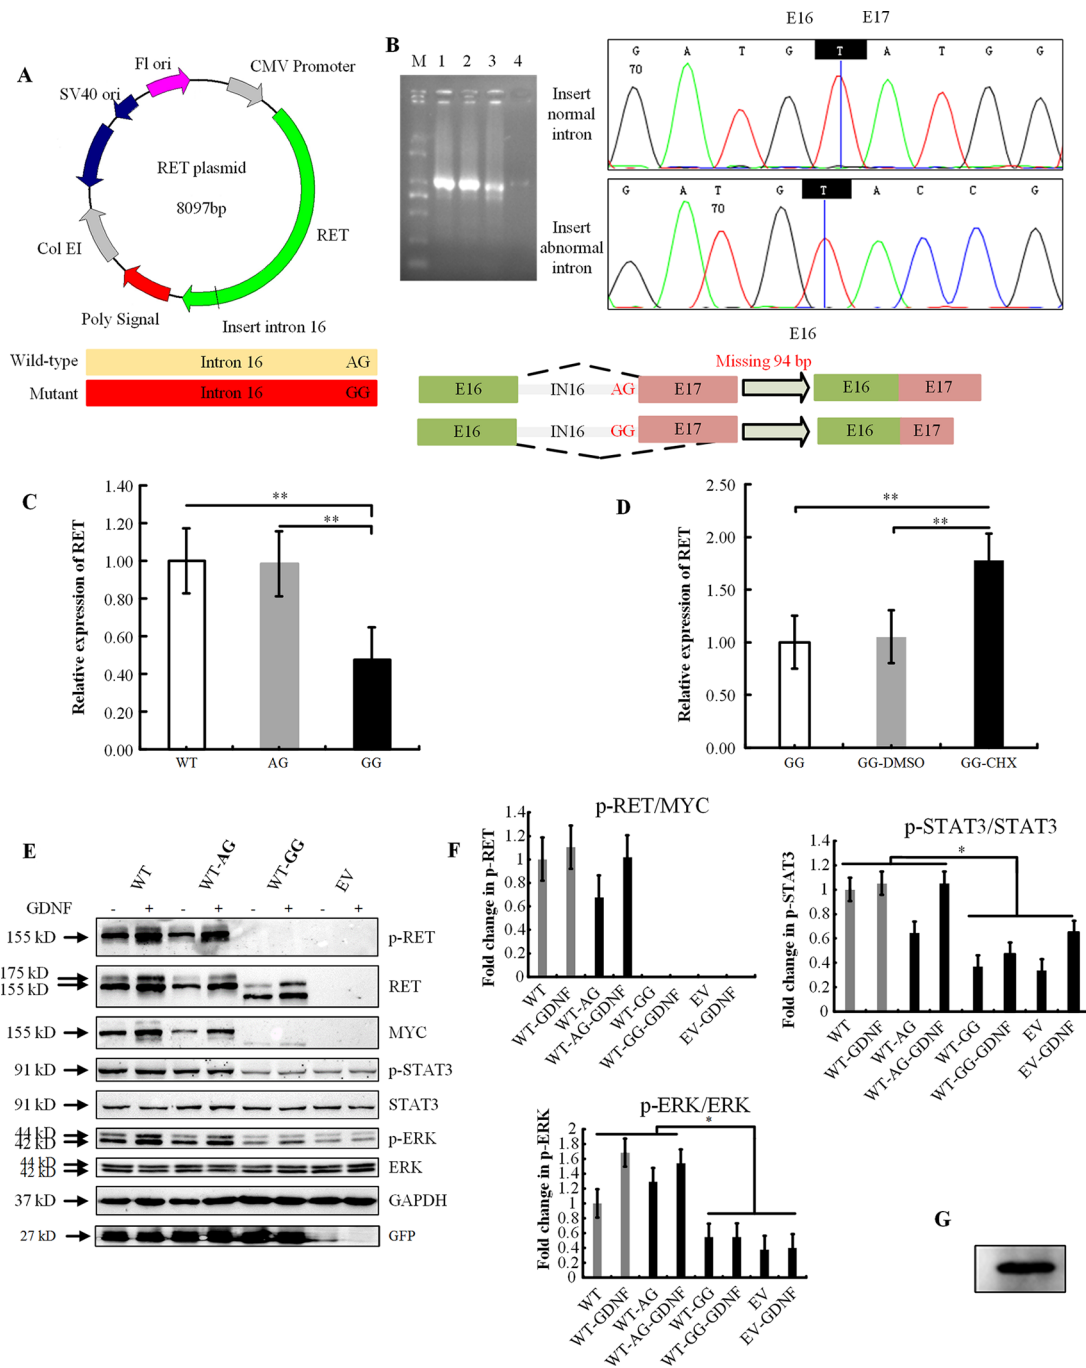 A
Fl ori
CMV Promoter
SV40 ori
RET plasmid
8097bp
RET
Col EI
Poly Signal
Insert intron 16
Wild-type Intron 16 AG
Mutant Intron 16 GG
B
M 1 2 3 4
E16 E17
Insert
normal
intron
G A T G T A T G G
70
Insert
abnormal
intron
G A T G T A C C G
70
E16
Missing 94 bp
E16 IN16 AG E17 E16 E17
E16 IN16 GG E17 E16 E17
C
Relative expression of RET
1.40
1.20
1.00
0.80
0.60
0.40
0.20
0.00
**
**
WT AG GG
D
Relative expression of RET
2.50
2.00
1.50
1.00
0.50
0.00
**
**
GG GG-DMSO GG-CHX
E
WT WT-AG WT-GG EV
GDNF - + - + - + - +
155 kD p-RET
175 kD
155 kD RET
155 kD MYC
91 kD p-STAT3
91 kD STAT3
44 kD
42 kD p-ERK
44 kD
42 kD ERK
37 kD GAPDH
27 kD GFP
F
p-RET/MYC
Fold change in p-RET
1.4
1.2
1
0.8
0.6
0.4
0.2
0
WT
WT-GDNF
WT-AG
WT-AG-GDNF
WT-GG
WT-GG-GDNF
EV
EV-GDNF
p-STAT3/STAT3
Fold change in p-STAT3
1.4
1.2
1
0.8
0.6
0.4
0.2
0
*
WT
WT-GDNF
WT-AG
WT-AG-GDNF
WT-GG
WT-GG-GDNF
EV
EV-GDNF
p-ERK/ERK
Fold change in p-ERK
2
1.8
1.6
1.4
1.2
1
0.8
0.6
0.4
0.2
0
*
WT
WT-GDNF
WT-AG
WT-AG-GDNF
WT-GG
WT-GG-GDNF
EV
EV-GDNF
G